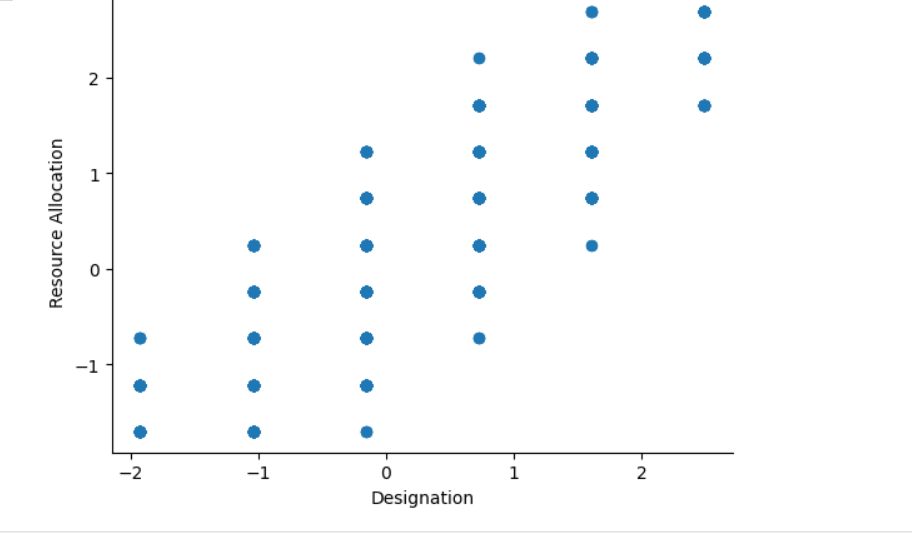 2
1
0
−1
Resource Allocation
−2 −1 0 1 2
Designation